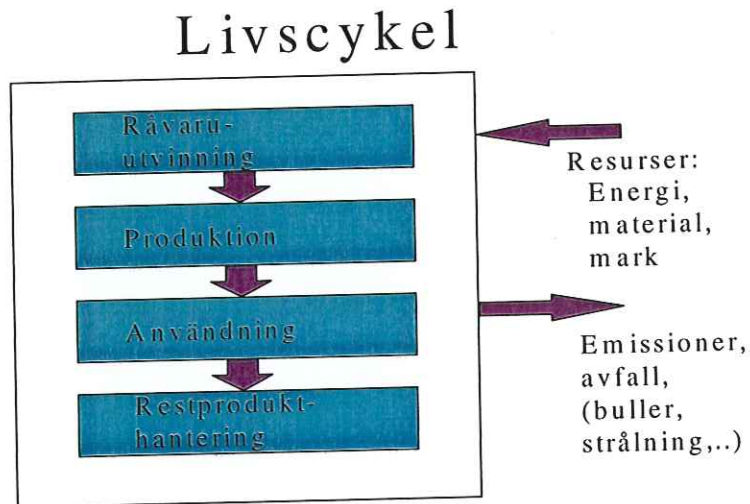 Livscykel
Råvaru-
utvinning
Produktion
Användning
Restprodukt-
hantering
Resurser:
Energi,
material,
mark
Emissioner,
avfall,
(buller,
strålning,..)